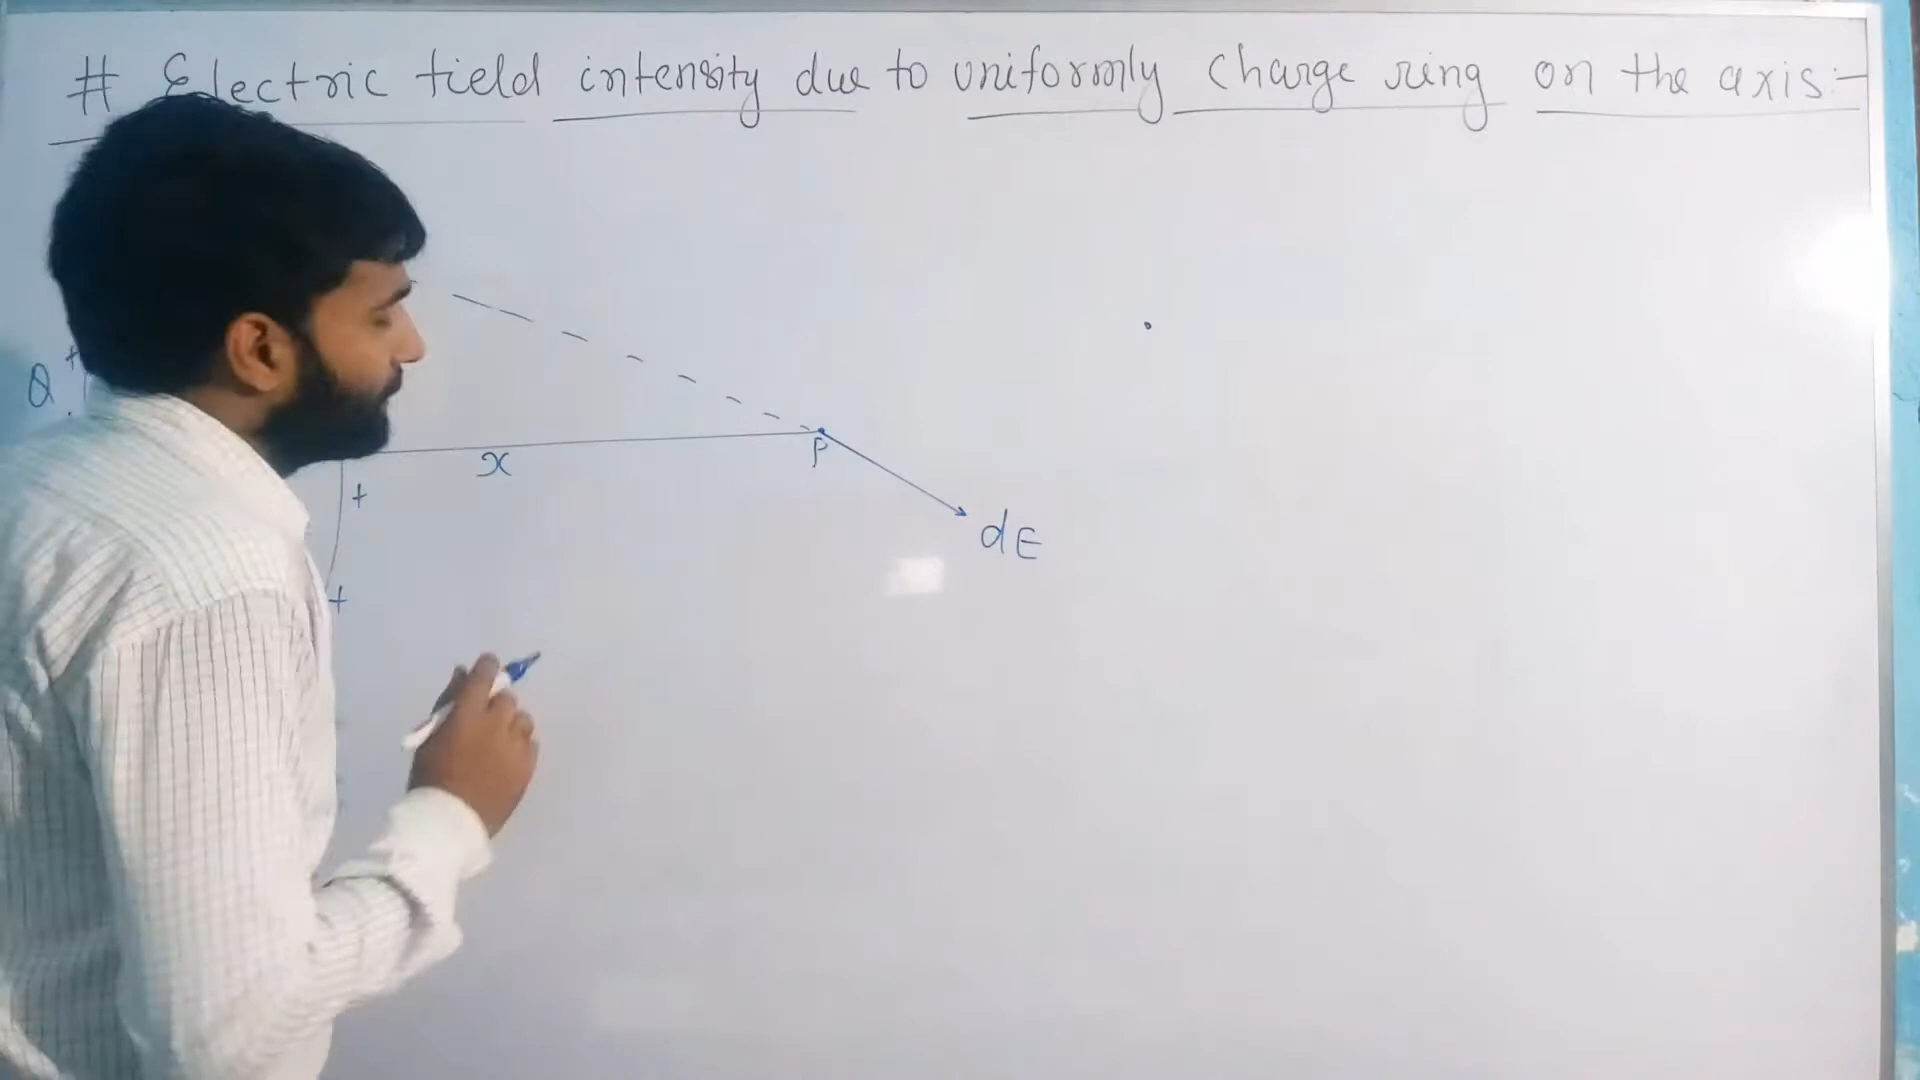 # Electric field intensity due to uniformly charge ring on the axis:-
+
Q
x
P
+
dE
+